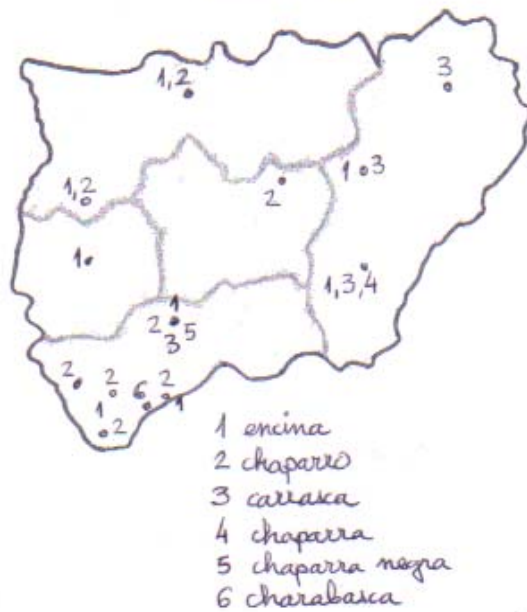 3
1,2
1 3
2
1,2
1
1,3,4
1
2 5
3
2
2
6
2
1
1
2
1 encina
2 chaparro
3 carrasca
4 chaparra
5 chaparra negra
6 charabasca